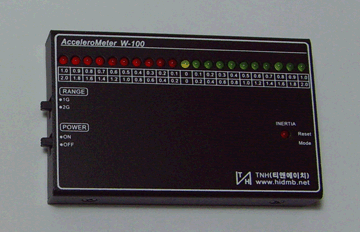 AcceleroMeter W-100
1.0 0.9 0.8 0.7 0.6 0.5 0.4 0.3 0.2 0.1 0 0.1 0.2 0.3 0.4 0.5 0.6 0.7 0.8 0.9 1.0
2.0 1.8 1.6 1.4 1.2 1.0 0.8 0.6 0.4 0.2 0 0.2 0.4 0.6 0.8 1.0 1.2 1.4 1.6 1.8 2.0
RANGE
1G
2G
POWER
ON
OFF
INERTIA
Reset
Mode
TNH(티엔에이치)
www.hidmb.net